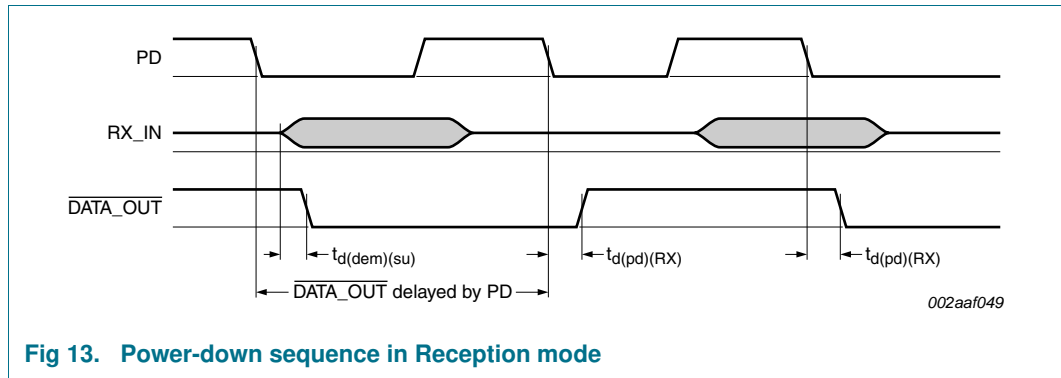 PD
RX_IN
DATA_OUT
td(dem)(su)
td(pd)(RX)
td(pd)(RX)
DATA_OUT delayed by PD
002aaf049
Fig 13. Power-down sequence in Reception mode